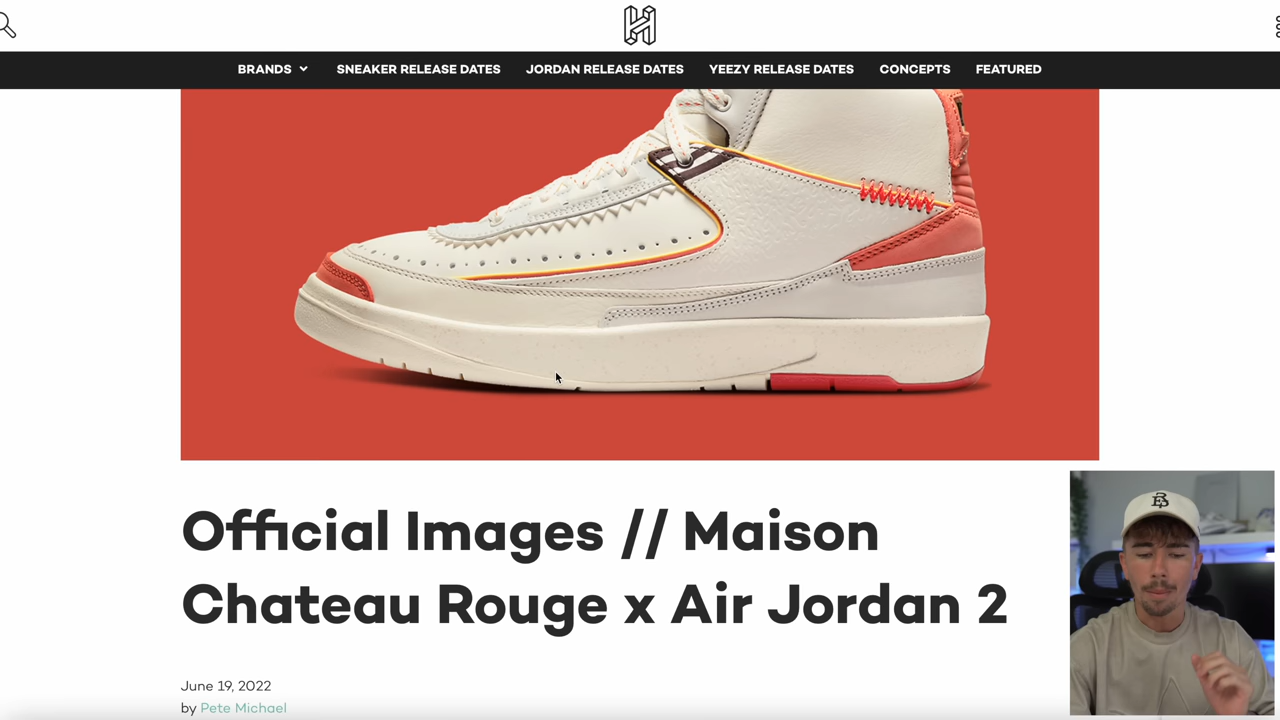 BRANDS SNEAKER RELEASE DATES JORDAN RELEASE DATES YEEZY RELEASE DATES CONCEPTS FEATURED
Official Images // Maison
Chateau Rouge x Air Jordan 2
June 19, 2022
by Pete Michael